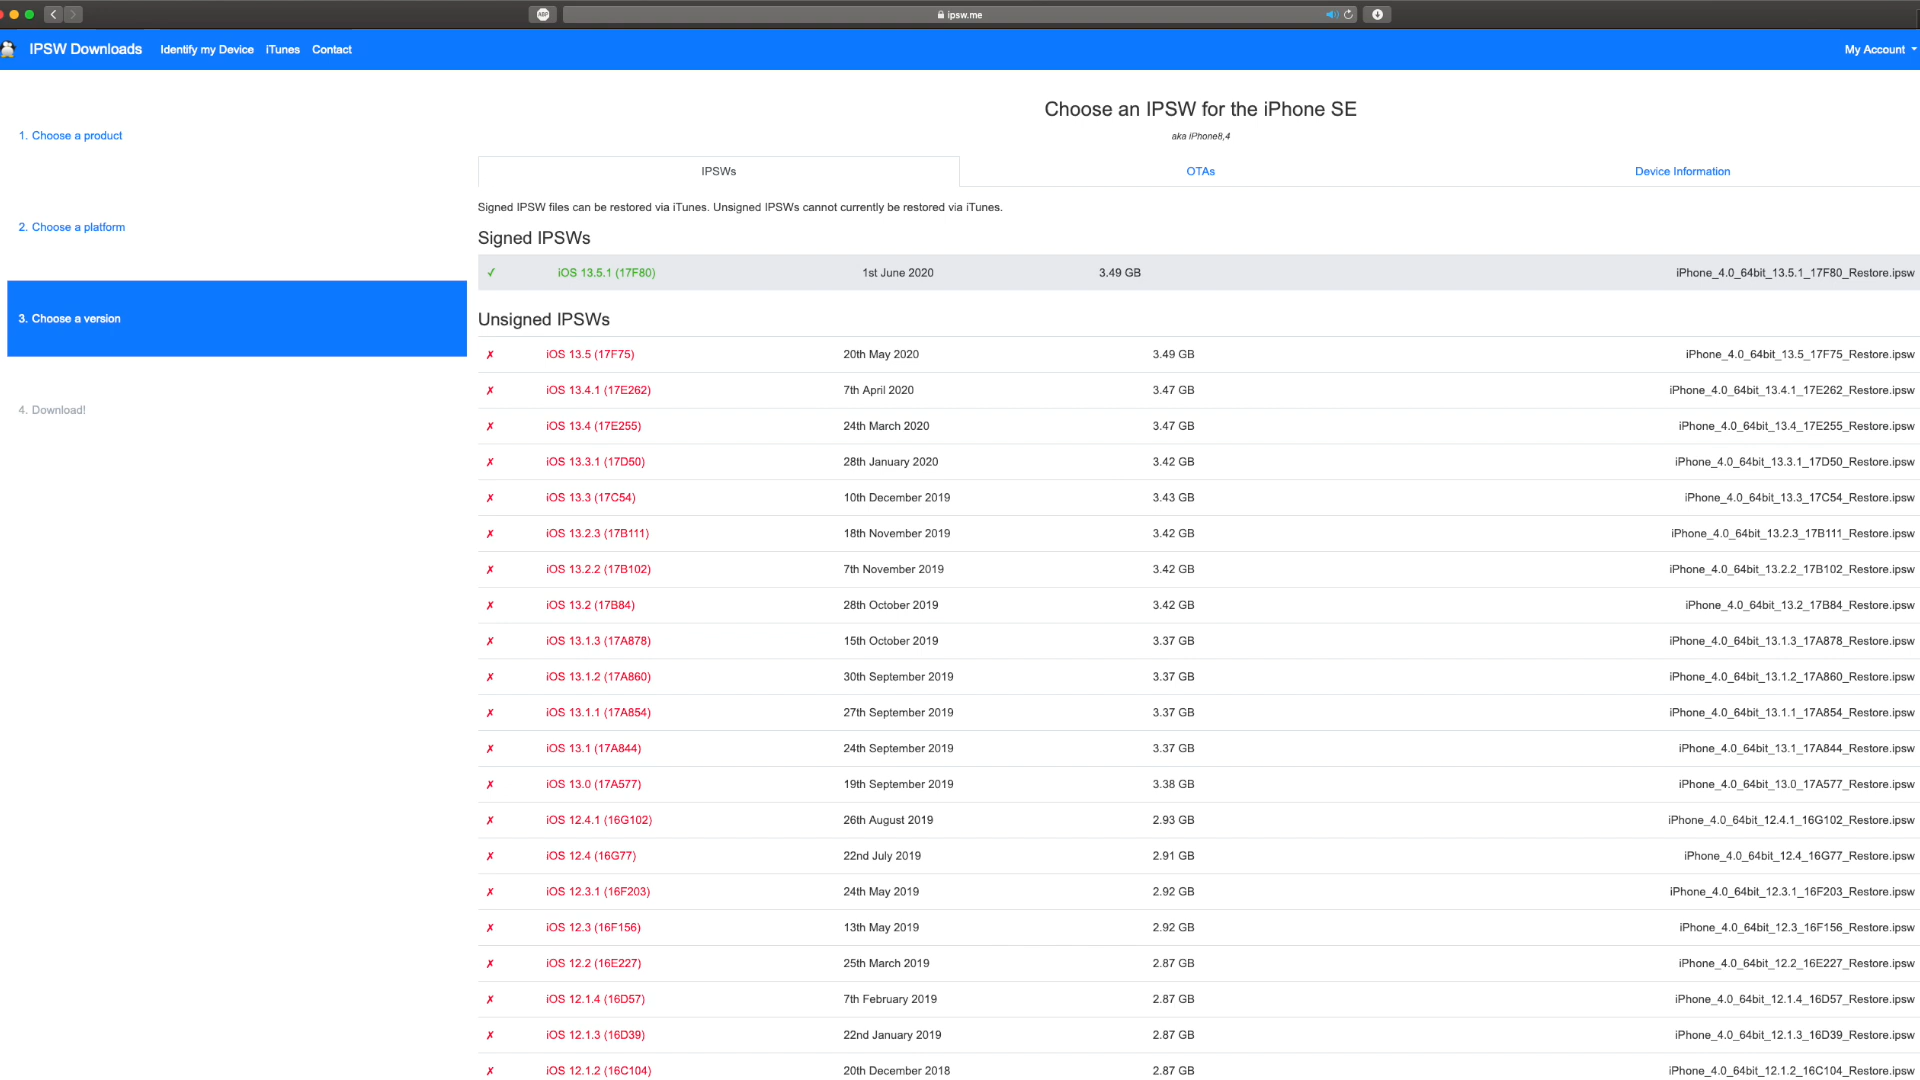 ABP
ipsw.me
IPSW Downloads Identify my Device iTunes Contact My Account
1. Choose a product
2. Choose a platform
3. Choose a version
4. Download!
Choose an IPSW for the iPhone SE
aka iPhone8,4
IPSWs OTAs Device Information
Signed IPSW files can be restored via iTunes. Unsigned IPSWs cannot currently be restored via iTunes.
Signed IPSWs
✓ iOS 13.5.1 (17F80) 1st June 2020 3.49 GB iPhone_4.0_64bit_13.5.1_17F80_Restore.ipsw
Unsigned IPSWs
✗ iOS 13.5 (17F75) 20th May 2020 3.49 GB iPhone_4.0_64bit_13.5_17F75_Restore.ipsw
✗ iOS 13.4.1 (17E262) 7th April 2020 3.47 GB iPhone_4.0_64bit_13.4.1_17E262_Restore.ipsw
✗ iOS 13.4 (17E255) 24th March 2020 3.47 GB iPhone_4.0_64bit_13.4_17E255_Restore.ipsw
✗ iOS 13.3.1 (17D50) 28th January 2020 3.42 GB iPhone_4.0_64bit_13.3.1_17D50_Restore.ipsw
✗ iOS 13.3 (17C54) 10th December 2019 3.43 GB iPhone_4.0_64bit_13.3_17C54_Restore.ipsw
✗ iOS 13.2.3 (17B111) 18th November 2019 3.42 GB iPhone_4.0_64bit_13.2.3_17B111_Restore.ipsw
✗ iOS 13.2.2 (17B102) 7th November 2019 3.42 GB iPhone_4.0_64bit_13.2.2_17B102_Restore.ipsw
✗ iOS 13.2 (17B84) 28th October 2019 3.42 GB iPhone_4.0_64bit_13.2_17B84_Restore.ipsw
✗ iOS 13.1.3 (17A878) 15th October 2019 3.37 GB iPhone_4.0_64bit_13.1.3_17A878_Restore.ipsw
✗ iOS 13.1.2 (17A860) 30th September 2019 3.37 GB iPhone_4.0_64bit_13.1.2_17A860_Restore.ipsw
✗ iOS 13.1.1 (17A854) 27th September 2019 3.37 GB iPhone_4.0_64bit_13.1.1_17A854_Restore.ipsw
✗ iOS 13.1 (17A844) 24th September 2019 3.37 GB iPhone_4.0_64bit_13.1_17A844_Restore.ipsw
✗ iOS 13.0 (17A577) 19th September 2019 3.38 GB iPhone_4.0_64bit_13.0_17A577_Restore.ipsw
✗ iOS 12.4.1 (16G102) 26th August 2019 2.93 GB iPhone_4.0_64bit_12.4.1_16G102_Restore.ipsw
✗ iOS 12.4 (16G77) 22nd July 2019 2.91 GB iPhone_4.0_64bit_12.4_16G77_Restore.ipsw
✗ iOS 12.3.1 (16F203) 24th May 2019 2.92 GB iPhone_4.0_64bit_12.3.1_16F203_Restore.ipsw
✗ iOS 12.3 (16F156) 13th May 2019 2.92 GB iPhone_4.0_64bit_12.3_16F156_Restore.ipsw
✗ iOS 12.2 (16E227) 25th March 2019 2.87 GB iPhone_4.0_64bit_12.2_16E227_Restore.ipsw
✗ iOS 12.1.4 (16D57) 7th February 2019 2.87 GB iPhone_4.0_64bit_12.1.4_16D57_Restore.ipsw
✗ iOS 12.1.3 (16D39) 22nd January 2019 2.87 GB iPhone_4.0_64bit_12.1.3_16D39_Restore.ipsw
✗ iOS 12.1.2 (16C104) 20th December 2018 2.87 GB iPhone_4.0_64bit_12.1.2_16C104_Restore.ipsw